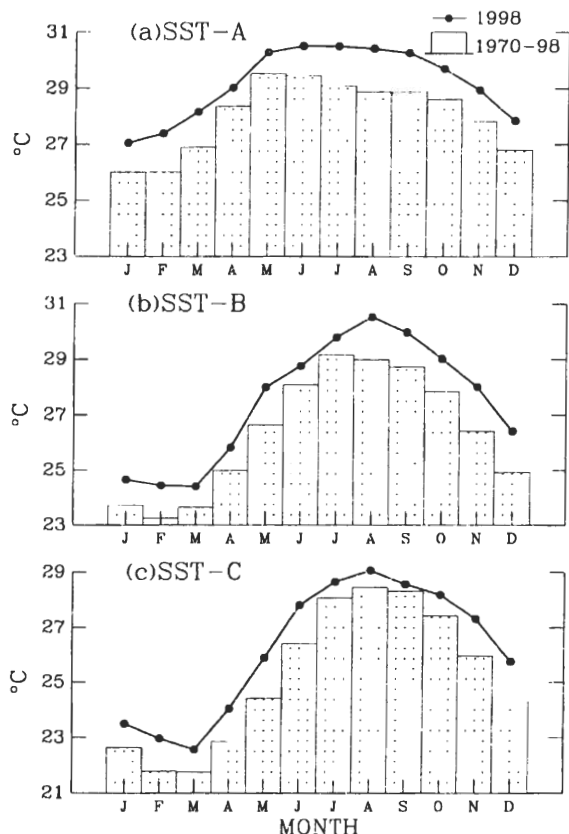 1998
1970-98
(a)SST-A
31
29
27
25
23
°C
J F M A M J J A S O N D
(b)SST-B
31
29
27
25
23
°C
J F M A M J J A S O N D
(c)SST-C
29
27
25
23
21
°C
J F M A M J J A S O N D
MONTH